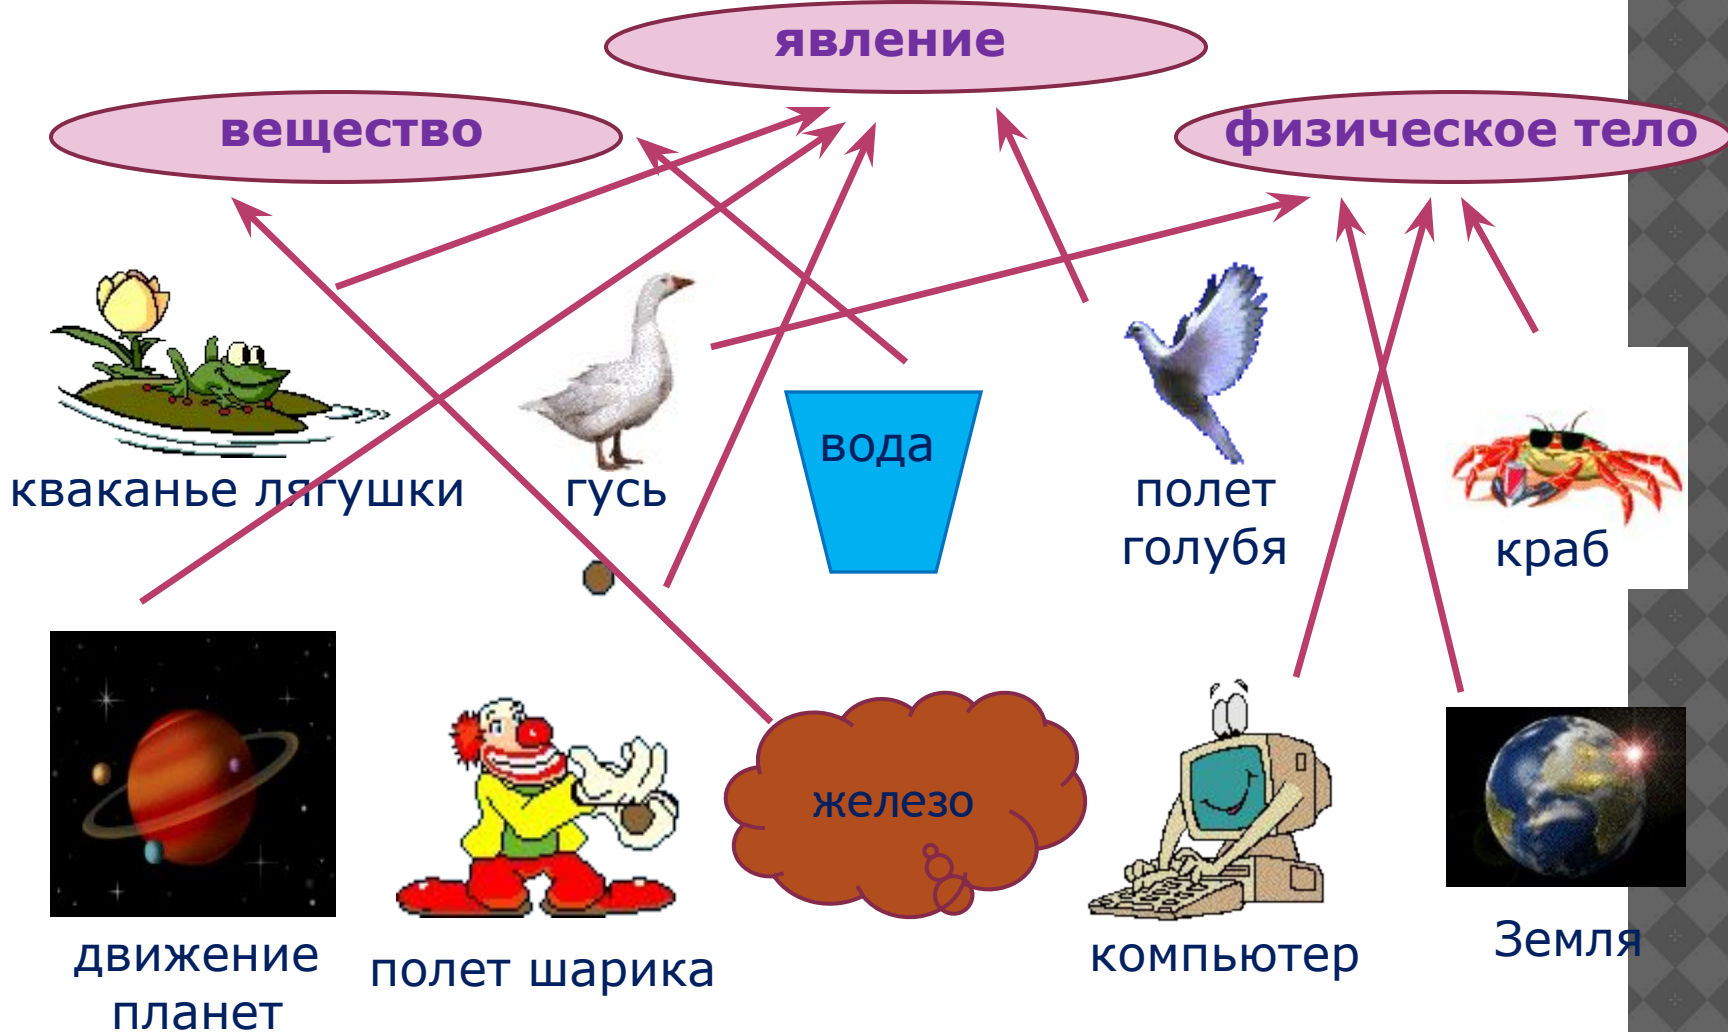 явление
вещество
физическое тело
кваканье лягушки
гусь
вода
полет
голубя
краб
движение
планет
полет шарика
железо
компьютер
Земля